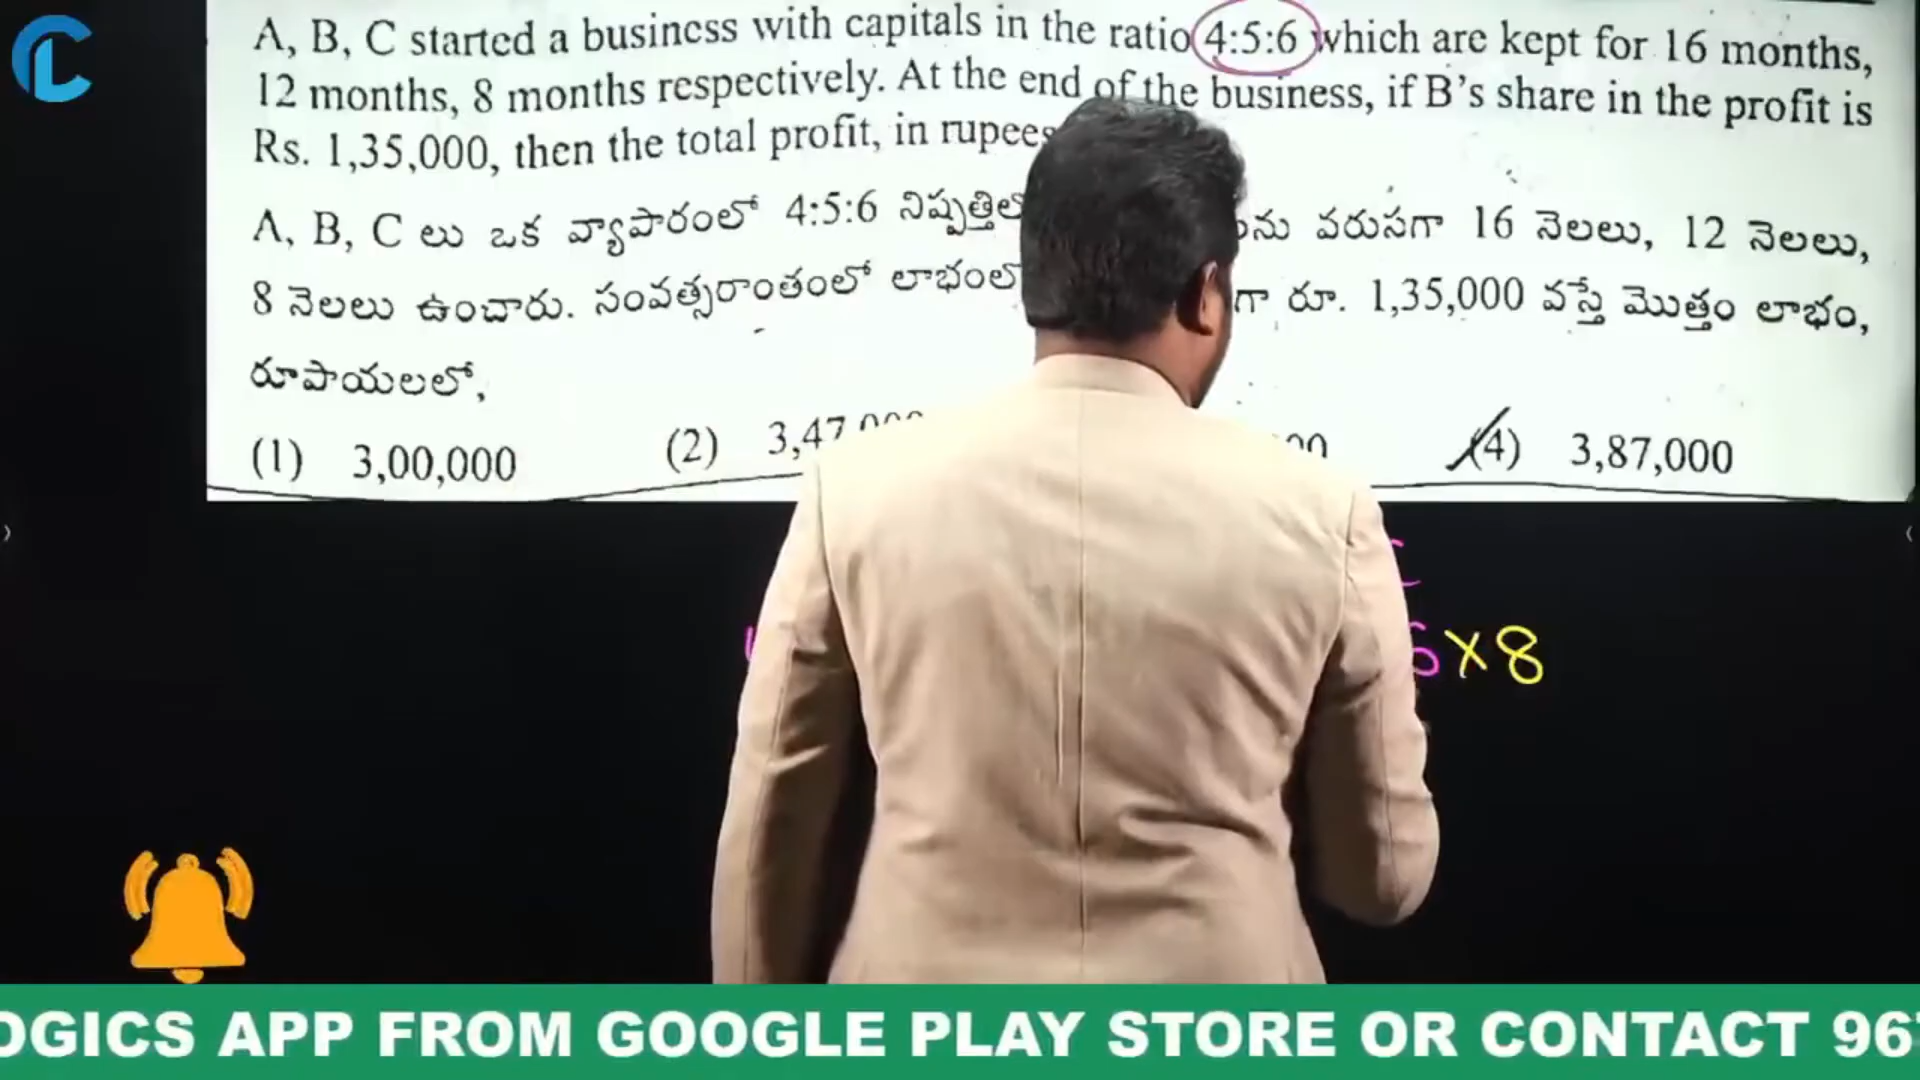 A, B, C started a business with capitals in the ratio 4:5:6 which are kept for 16 months,
12 months, 8 months respectively. At the end of the business, if B's share in the profit is
Rs. 1,35,000, then the total profit, in rupees
A, B, C లు ఒక వ్యాపారంలో 4:5:6 వరుసగా 16 నెలలు, 12 నెలలు,
8 నెలలు ఉంచారు. సంవత్సరాంతంలో గా రూ. 1,35,000 వస్తే మొత్తం లాభం,
రూపాయలలో,
(1) 3,00,000 (2) (4) 3,87,000
6×8
OGICS APP FROM GOOGLE PLAY STORE OR CONTACT 96